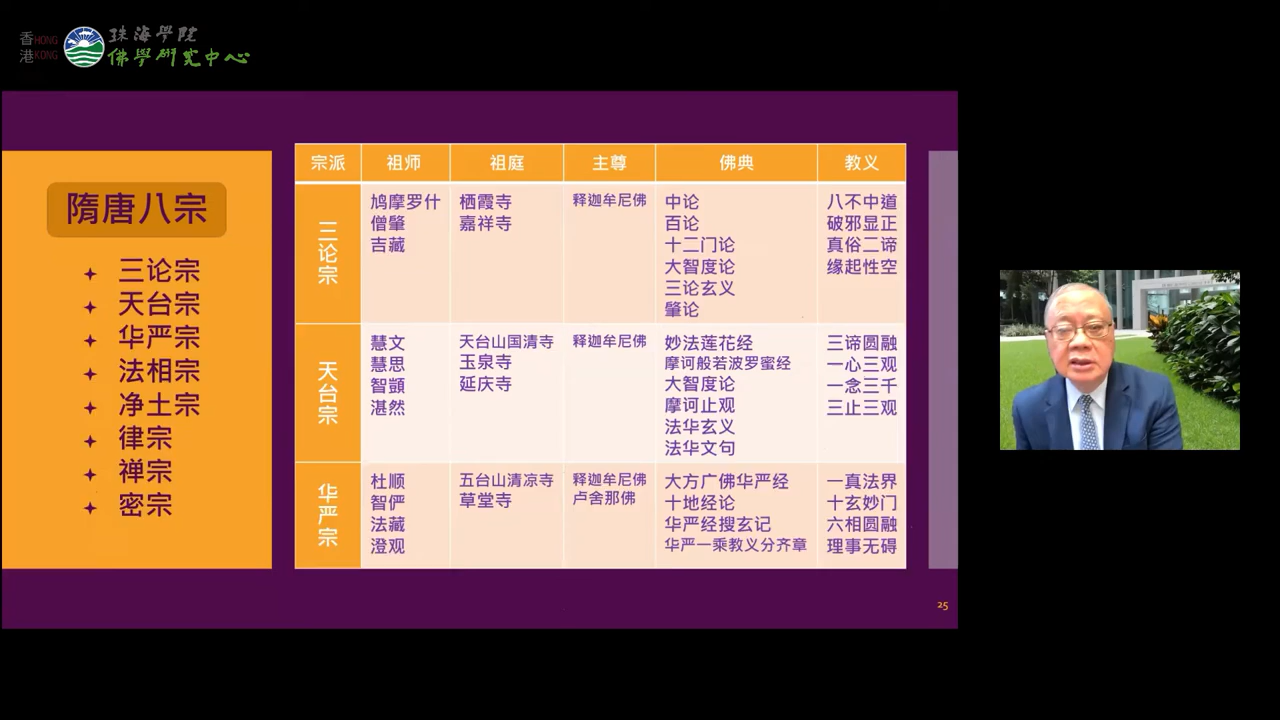 香 HONG
港 KONG
珠海學院
佛學研究中心
隋唐八宗
三论宗
天台宗
华严宗
法相宗
净土宗
律宗
禅宗
密宗
宗派 祖师 祖庭 主尊 佛典 教义
三论宗
鸠摩罗什
僧肇
吉藏
栖霞寺
嘉祥寺
释迦牟尼佛
中论
百论
十二门论
大智度论
三论玄义
肇论
八不中道
破邪显正
真俗二谛
缘起性空
天台宗
慧文
慧思
智顗
湛然
天台山国清寺
玉泉寺
延庆寺
释迦牟尼佛
妙法莲花经
摩诃般若波罗蜜经
大智度论
摩诃止观
法华玄义
法华文句
三谛圆融
一心三观
一念三千
三止三观
华严宗
杜顺
智俨
法藏
澄观
五台山清凉寺
草堂寺
释迦牟尼佛
卢舍那佛
大方广佛华严经
十地经论
华严经搜玄记
华严一乘教义分齐章
一真法界
十玄妙门
六相圆融
理事无碍
25